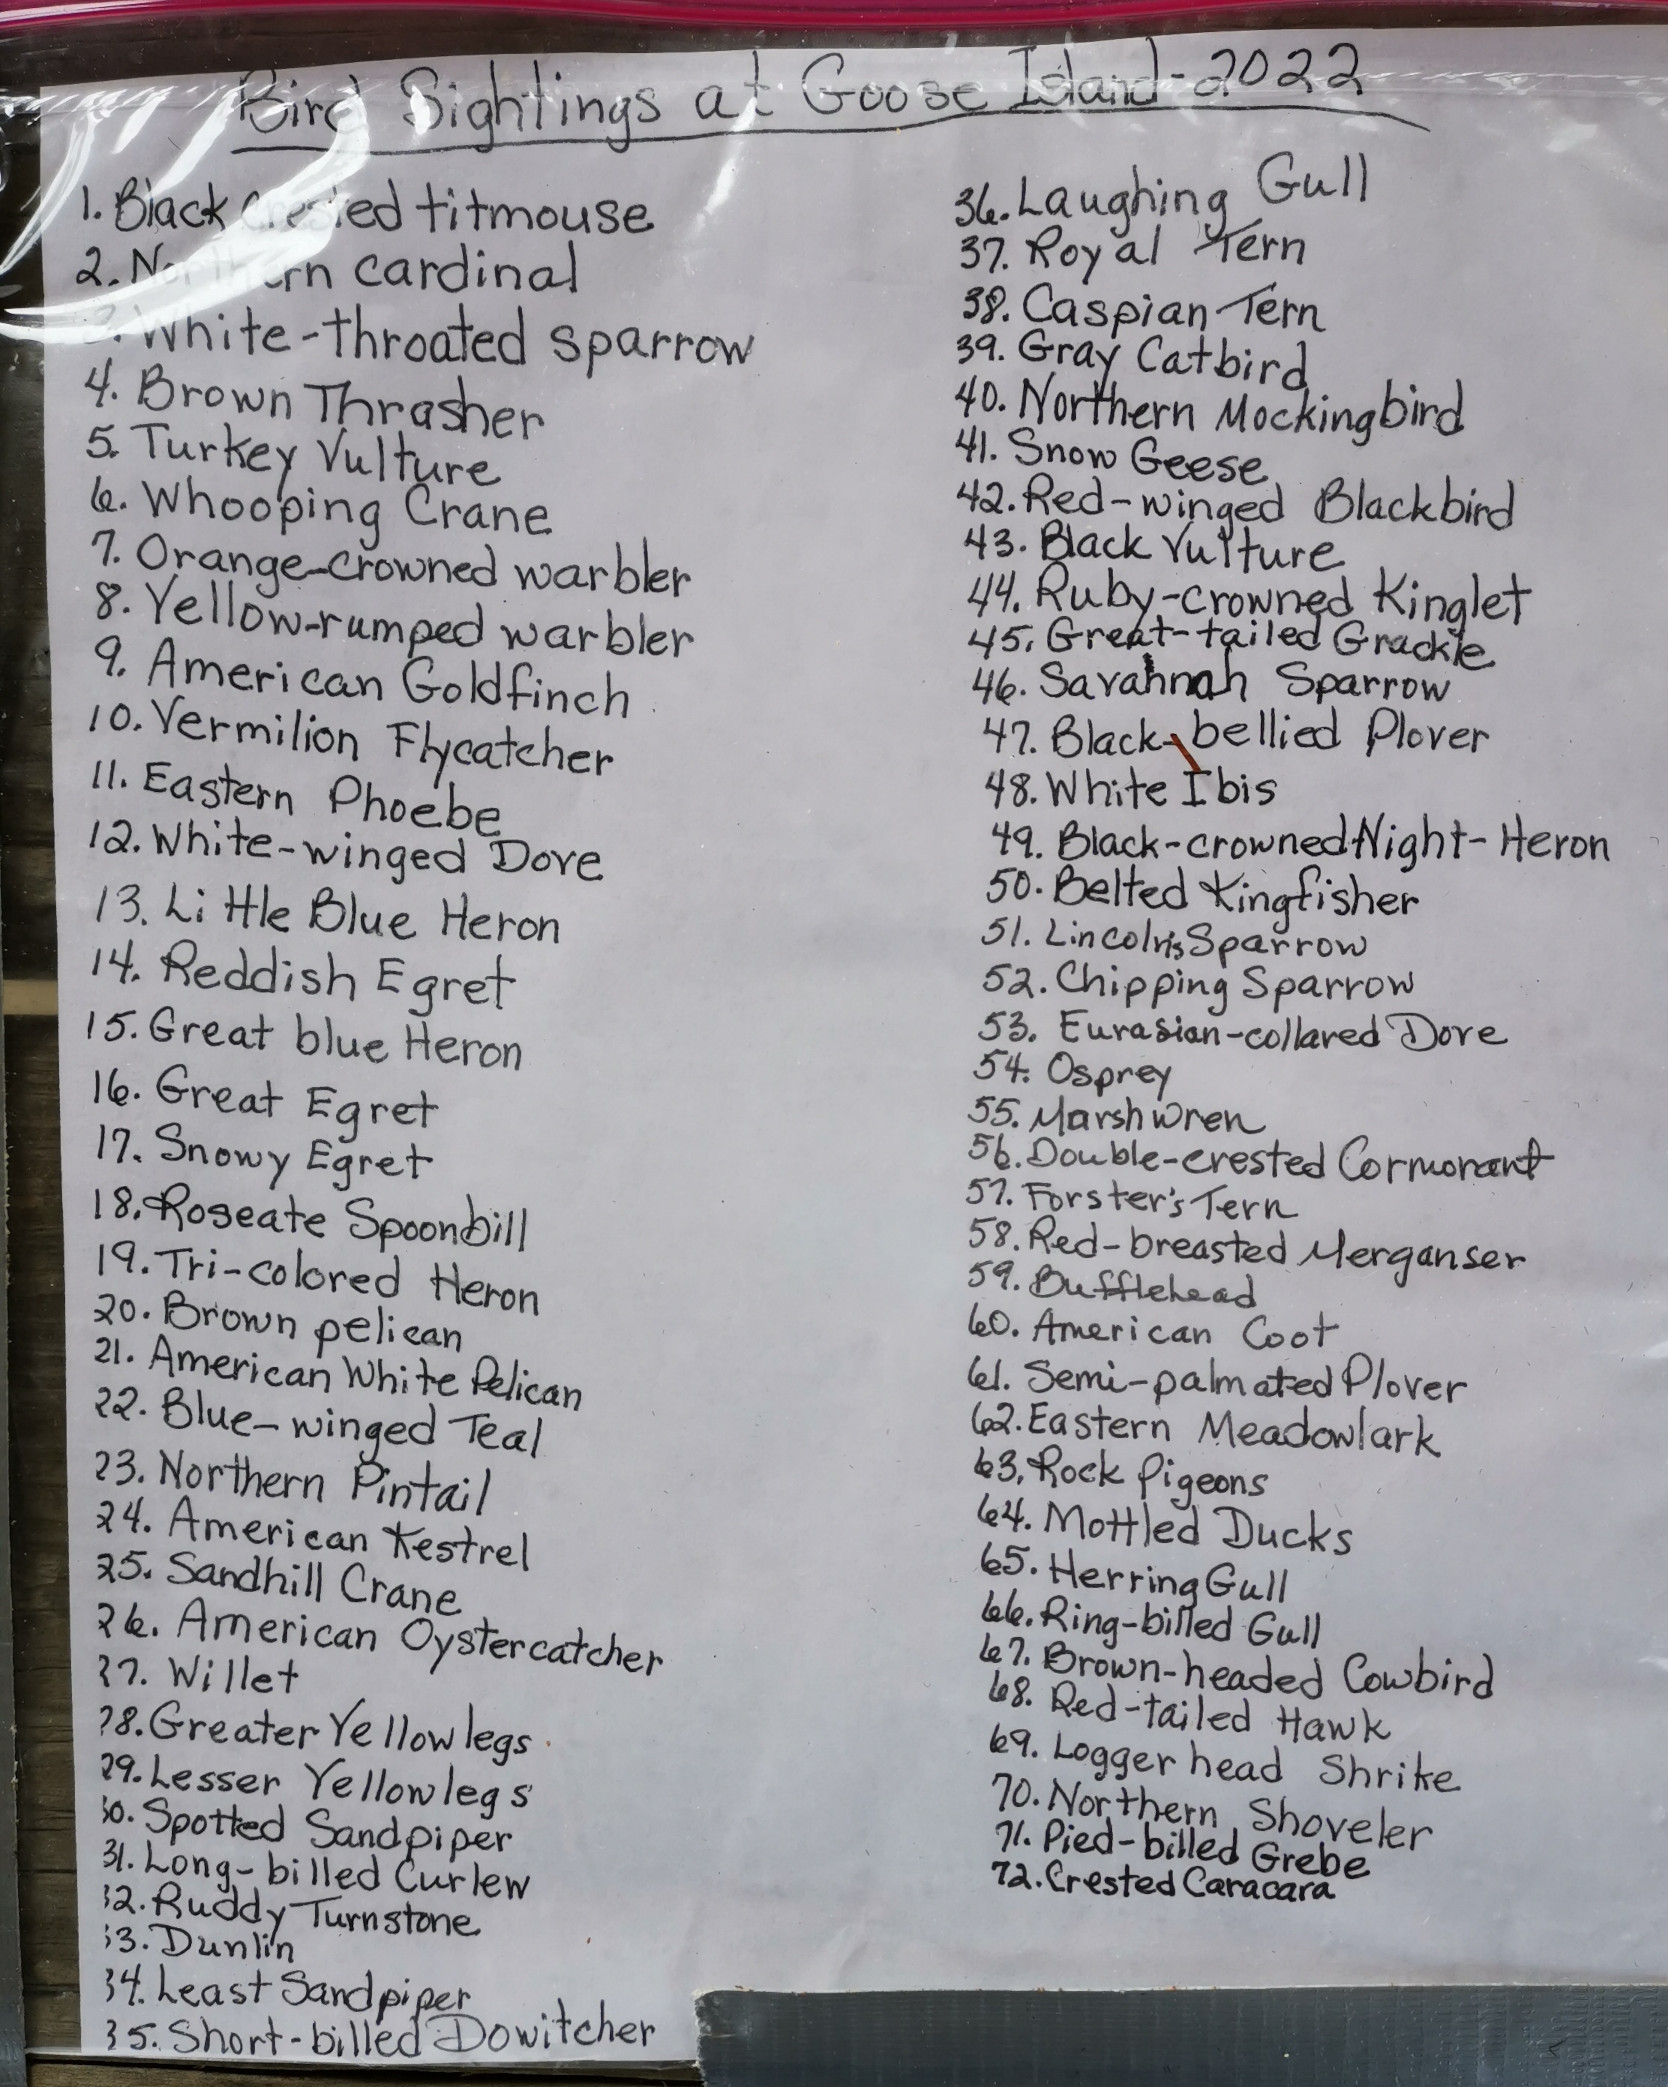 Bird Sightings at Goose Island-2022
1. Black crested titmouse
2. Northern cardinal
3. White-throated sparrow
4. Brown Thrasher
5. Turkey Vulture
6. Whooping Crane
7. Orange-crowned warbler
8. Yellow-rumped warbler
9. American Goldfinch
10. Vermilion Flycatcher
11. Eastern Phoebe
12. White-winged Dove
13. Little Blue Heron
14. Reddish Egret
15. Great blue Heron
16. Great Egret
17. Snowy Egret
18. Roseate Spoonbill
19. Tri-colored Heron
20. Brown pelican
21. American White Pelican
22. Blue-winged Teal
23. Northern Pintail
24. American Kestrel
25. Sandhill Crane
26. American Oystercatcher
27. Willet
28. Greater Yellowlegs
29. Lesser Yellowlegs
30. Spotted Sandpiper
31. Long-billed Curlew
32. Ruddy Turnstone
33. Dunlin
34. Least Sandpiper
35. Short-billed Dowitcher
36. Laughing Gull
37. Royal Tern
38. Caspian Tern
39. Gray Catbird
40. Northern Mockingbird
41. Snow Geese
42. Red-winged Blackbird
43. Black Vulture
44. Ruby-crowned Kinglet
45. Great-tailed Grackle
46. Savahnah Sparrow
47. Black-bellied Plover
48. White Ibis
49. Black-crowned Night-Heron
50. Belted Kingfisher
51. Lincoln's Sparrow
52. Chipping Sparrow
53. Eurasian-collared Dove
54. Osprey
55. Marsh wren
56. Double-crested Cormorant
57. Forster's Tern
58. Red-breasted Merganser
59. Bufflehead
60. American Coot
61. Semi-palmated Plover
62. Eastern Meadowlark
63. Rock Pigeons
64. Mottled Ducks
65. Herring Gull
66. Ring-billed Gull
67. Brown-headed Cowbird
68. Red-tailed Hawk
69. Logger head Shrike
70. Northern Shoveler
71. Pied-billed Grebe
72. Crested Caracara